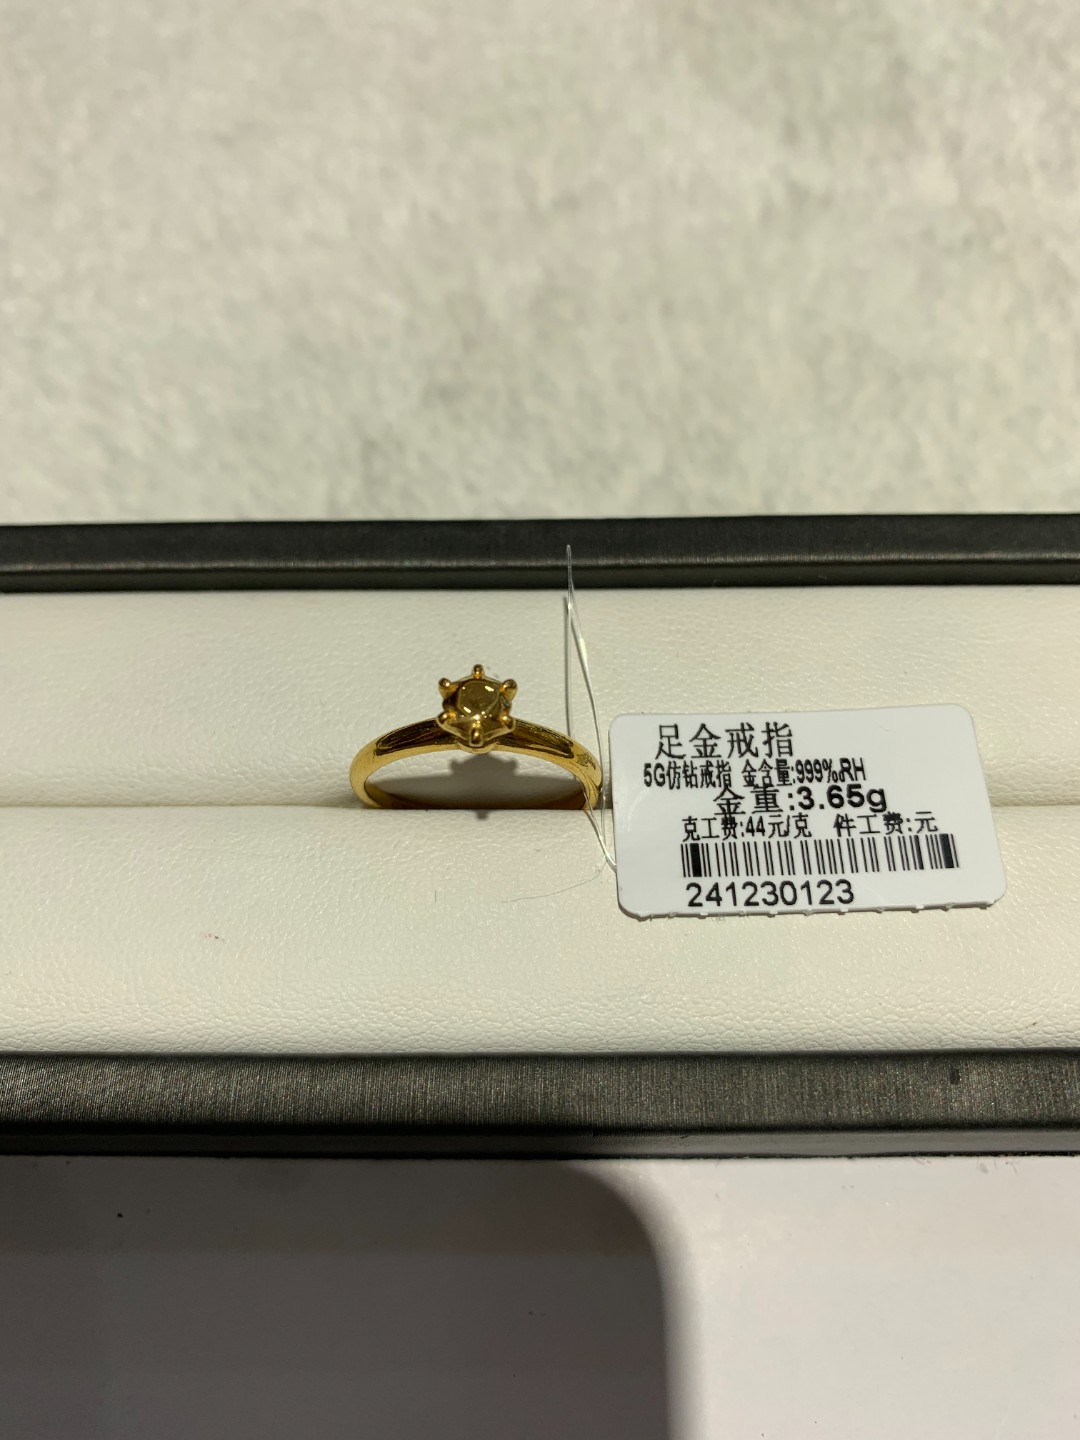 足金戒指
5G仿钻戒指 金含量:999‰RH
金重:3.65g
克工费:44元/克 件工费:元
241230123